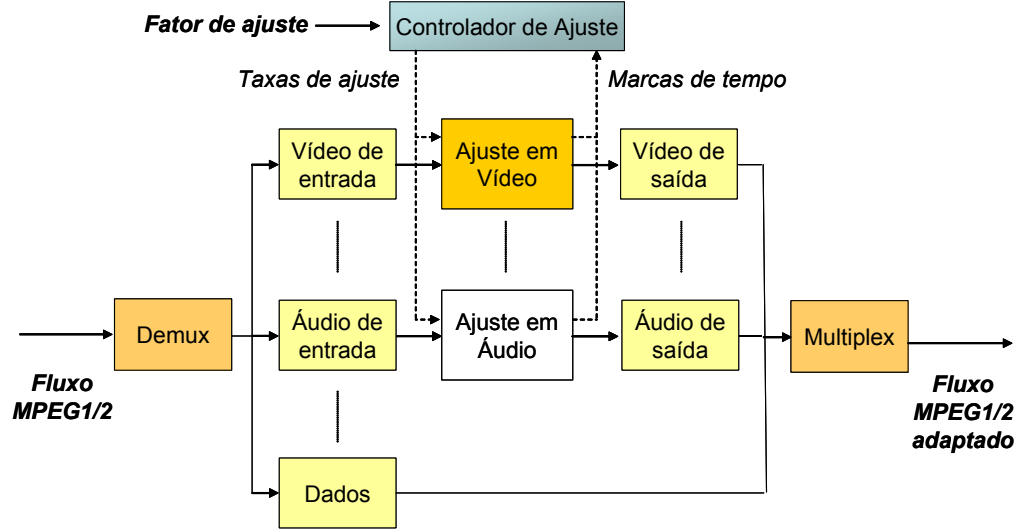 Fator de ajuste
Controlador de Ajuste
Taxas de ajuste
Marcas de tempo
Vídeo de
entrada
Ajuste em
Vídeo
Vídeo de
saída
Demux
Áudio de
entrada
Ajuste em
Áudio
Áudio de
saída
Multiplex
Fluxo
MPEG1/2
Fluxo
MPEG1/2
adaptado
Dados